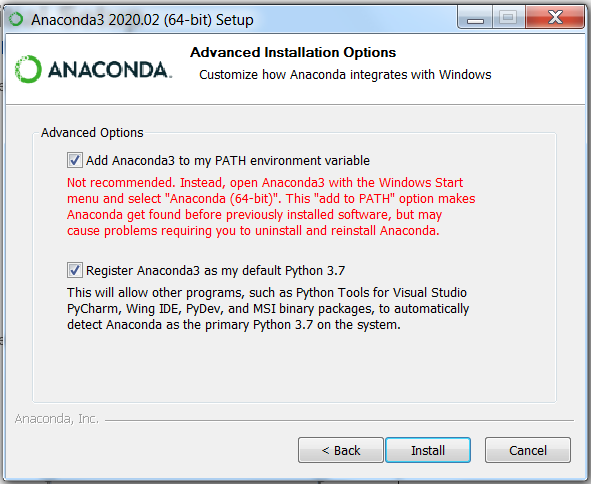 Anaconda3 2020.02 (64-bit) Setup
Advanced Installation Options
Customize how Anaconda integrates with Windows
ANACONDA.
Advanced Options
Add Anaconda3 to my PATH environment variable
Not recommended. Instead, open Anaconda3 with the Windows Start
menu and select "Anaconda (64-bit)". This "add to PATH" option makes
Anaconda get found before previously installed software, but may
cause problems requiring you to uninstall and reinstall Anaconda.
Register Anaconda3 as my default Python 3.7
This will allow other programs, such as Python Tools for Visual Studio
PyCharm, Wing IDE, PyDev, and MSI binary packages, to automatically
detect Anaconda as the primary Python 3.7 on the system.
Anaconda, Inc.
< Back
Install
Cancel